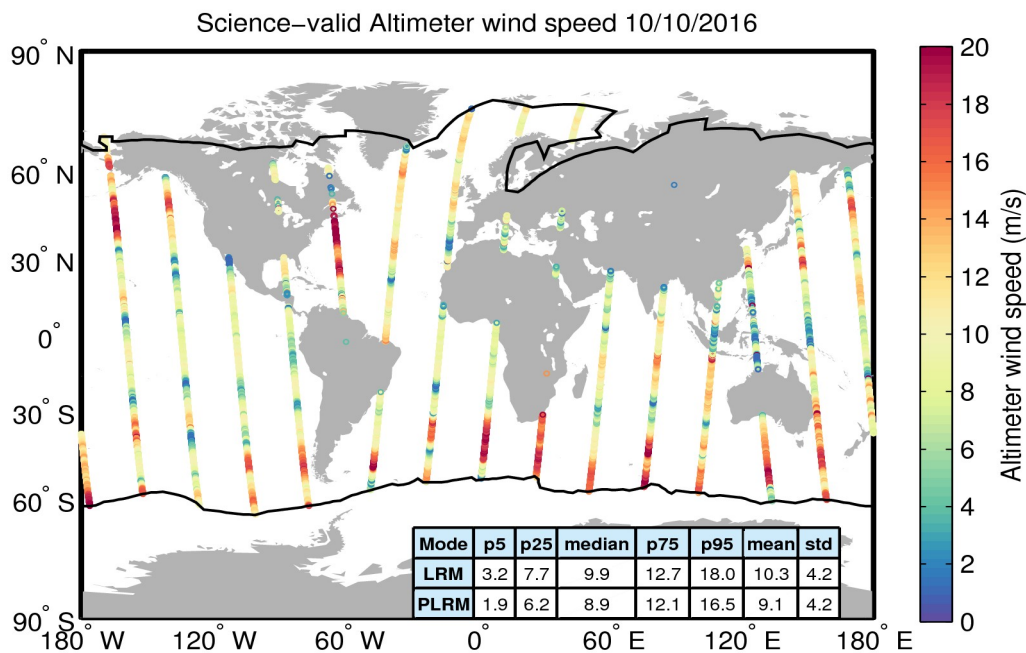 Science−valid Altimeter wind speed 10/10/2016
90° N
60° N
30° N
0°
30° S
60° S
90° S
180° W
120° W
60° W
0°
60° E
120° E
180° E
Mode p5 p25 median p75 p95 mean std
LRM 3.2 7.7 9.9 12.7 18.0 10.3 4.2
PLRM 1.9 6.2 8.9 12.1 16.5 9.1 4.2
20
18
16
14
12
10
8
6
4
2
0
Altimeter wind speed (m/s)